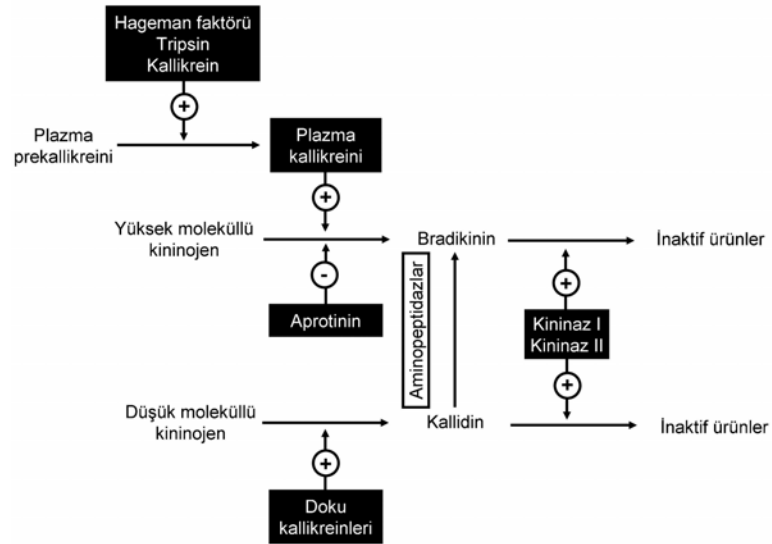 Hageman faktörü
Tripsin
Kallikrein
+
Plazma
prekallikreini
Plazma
kallikreini
+
Yüksek moleküllü
kininojen
Bradikinin
İnaktif ürünler
-
Aprotinin
Aminopeptidazlar
+
Kininaz I
Kininaz II
+
Düşük moleküllü
kininojen
Kallidin
İnaktif ürünler
+
Doku
kallikreinleri